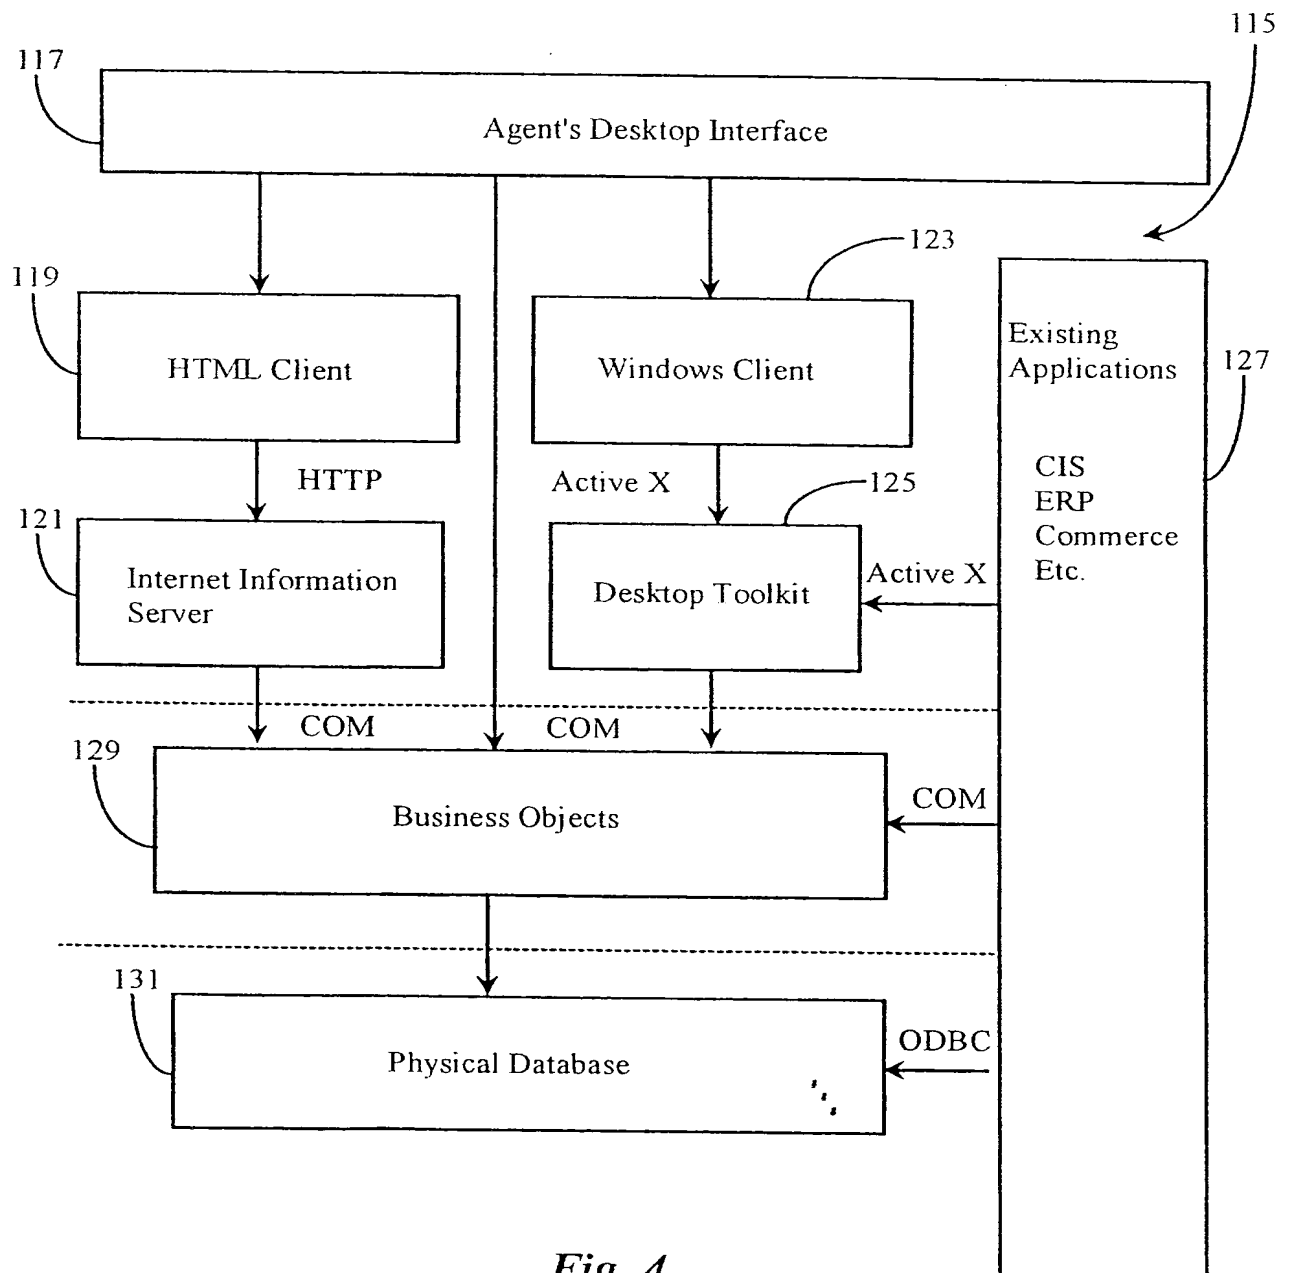 115
117
Agent's Desktop Interface
123
119
HTML Client
Windows Client
Existing
Applications
127
HTTP
Active X
125
CIS
ERP
Commerce
Etc.
121
Internet Information
Server
Desktop Toolkit
Active X
COM
COM
129
Business Objects
COM
131
Physical Database
ODBC
Fig. 4